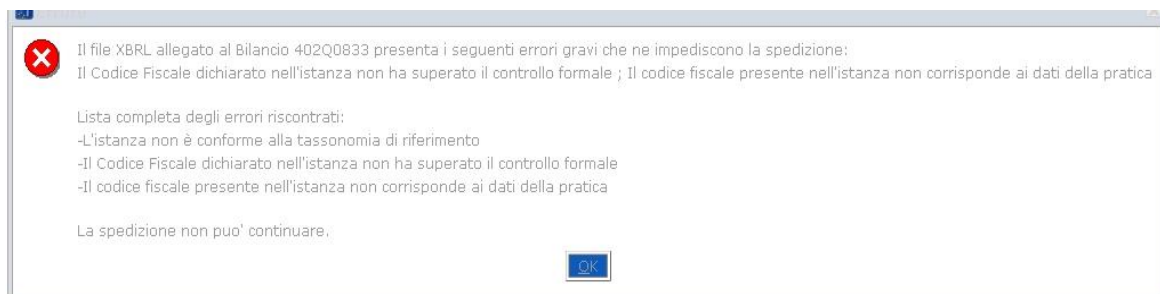 Il file XBRL allegato al Bilancio 402Q0833 presenta i seguenti errori gravi che ne impediscono la spedizione:
Il Codice Fiscale dichiarato nell'istanza non ha superato il controllo formale ; Il codice fiscale presente nell'istanza non corrisponde ai dati della pratica
Lista completa degli errori riscontrati:
-L'istanza non è conforme alla tassonomia di riferimento
-Il Codice Fiscale dichiarato nell'istanza non ha superato il controllo formale
-Il codice fiscale presente nell'istanza non corrisponde ai dati della pratica
La spedizione non puo' continuare.
OK